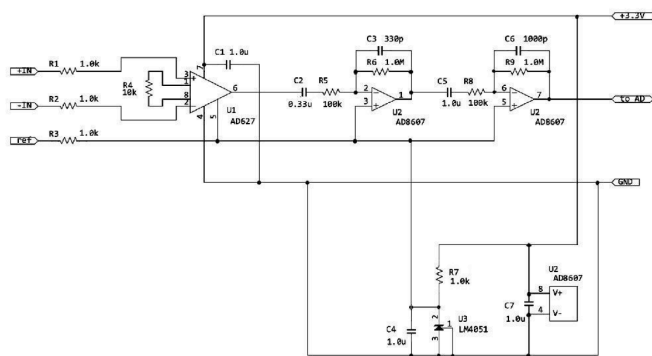 +3.3V
C1 1.0u
C3 330p
C6 1000p
+IN
R1 1.0k
R6 1.0M
R9 1.0M
R4
10k
7
3
1
8
2
6
U1
AD627
4
5
C2
0.33u
R5
100k
2
3
1
U2
AD8607
C5
1.0u
R8
100k
6
5
7
U2
AD8607
to AD
-IN
R2 1.0k
ref
R3 1.0k
GND
R7
1.0k
C4
1.0u
2
1
3
U3
LM4051
U2
AD8607
8
V+
4
V-
C7
1.0u